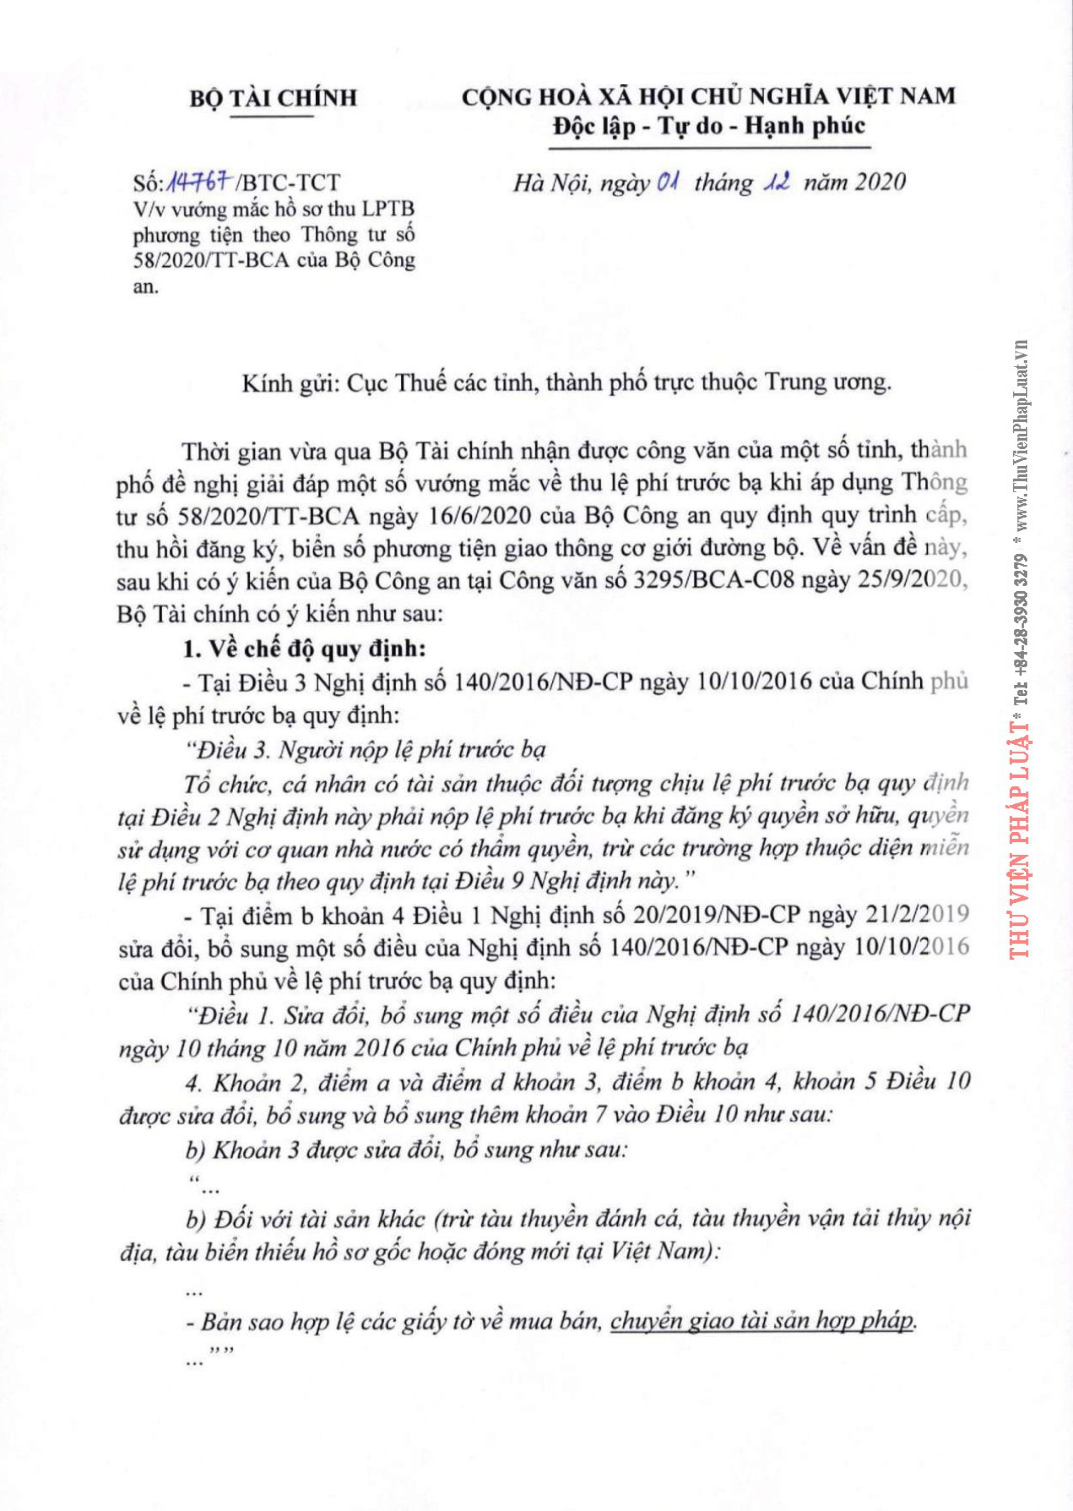 BỘ TÀI CHÍNH
CỘNG HOÀ XÃ HỘI CHỦ NGHĨA VIỆT NAM
Độc lập - Tự do - Hạnh phúc
Số:14767/BTC-TCT
Hà Nội, ngày 01 tháng 12 năm 2020
V/v vướng mắc hồ sơ thu LPTB
phương tiện theo Thông tư số
58/2020/TT-BCA của Bộ Công
an.
Kính gửi: Cục Thuế các tỉnh, thành phố trực thuộc Trung ương.
Thời gian vừa qua Bộ Tài chính nhận được công văn của một số tỉnh, thành
phố đề nghị giải đáp một số vướng mắc về thu lệ phí trước bạ khi áp dụng Thông
tư số 58/2020/TT-BCA ngày 16/6/2020 của Bộ Công an quy định quy trình cấp,
thu hồi đăng ký, biển số phương tiện giao thông cơ giới đường bộ. Về vấn đề này,
sau khi có ý kiến của Bộ Công an tại Công văn số 3295/BCA-C08 ngày 25/9/2020,
Bộ Tài chính có ý kiến như sau:
1. Về chế độ quy định:
- Tại Điều 3 Nghị định số 140/2016/NĐ-CP ngày 10/10/2016 của Chính phủ
về lệ phí trước bạ quy định:
“Điều 3. Người nộp lệ phí trước bạ
Tổ chức, cá nhân có tài sản thuộc đối tượng chịu lệ phí trước bạ quy định
tại Điều 2 Nghị định này phải nộp lệ phí trước bạ khi đăng ký quyền sở hữu, quyền
sử dụng với cơ quan nhà nước có thẩm quyền, trừ các trường hợp thuộc diện miễn
lệ phí trước bạ theo quy định tại Điều 9 Nghị định này.”
- Tại điểm b khoản 4 Điều 1 Nghị định số 20/2019/NĐ-CP ngày 21/2/2019
sửa đổi, bổ sung một số điều của Nghị định số 140/2016/NĐ-CP ngày 10/10/2016
của Chính phủ về lệ phí trước bạ quy định:
“Điều 1. Sửa đổi, bổ sung một số điều của Nghị định số 140/2016/NĐ-CP
ngày 10 tháng 10 năm 2016 của Chính phủ về lệ phí trước bạ
4. Khoản 2, điểm a và điểm d khoản 3, điểm b khoản 4, khoản 5 Điều 10
được sửa đổi, bổ sung và bổ sung thêm khoản 7 vào Điều 10 như sau:
b) Khoản 3 được sửa đổi, bổ sung như sau:
“...
b) Đối với tài sản khác (trừ tàu thuyền đánh cá, tàu thuyền vận tải thủy nội
địa, tàu biển thiếu hồ sơ gốc hoặc đóng mới tại Việt Nam):
...
- Bản sao hợp lệ các giấy tờ về mua bán, chuyển giao tài sản hợp pháp.
... ””
THƯ VIỆN PHÁP LUẬT * Tel: +84-28-3930 3279 * www.ThuVienPhapLuat.vn